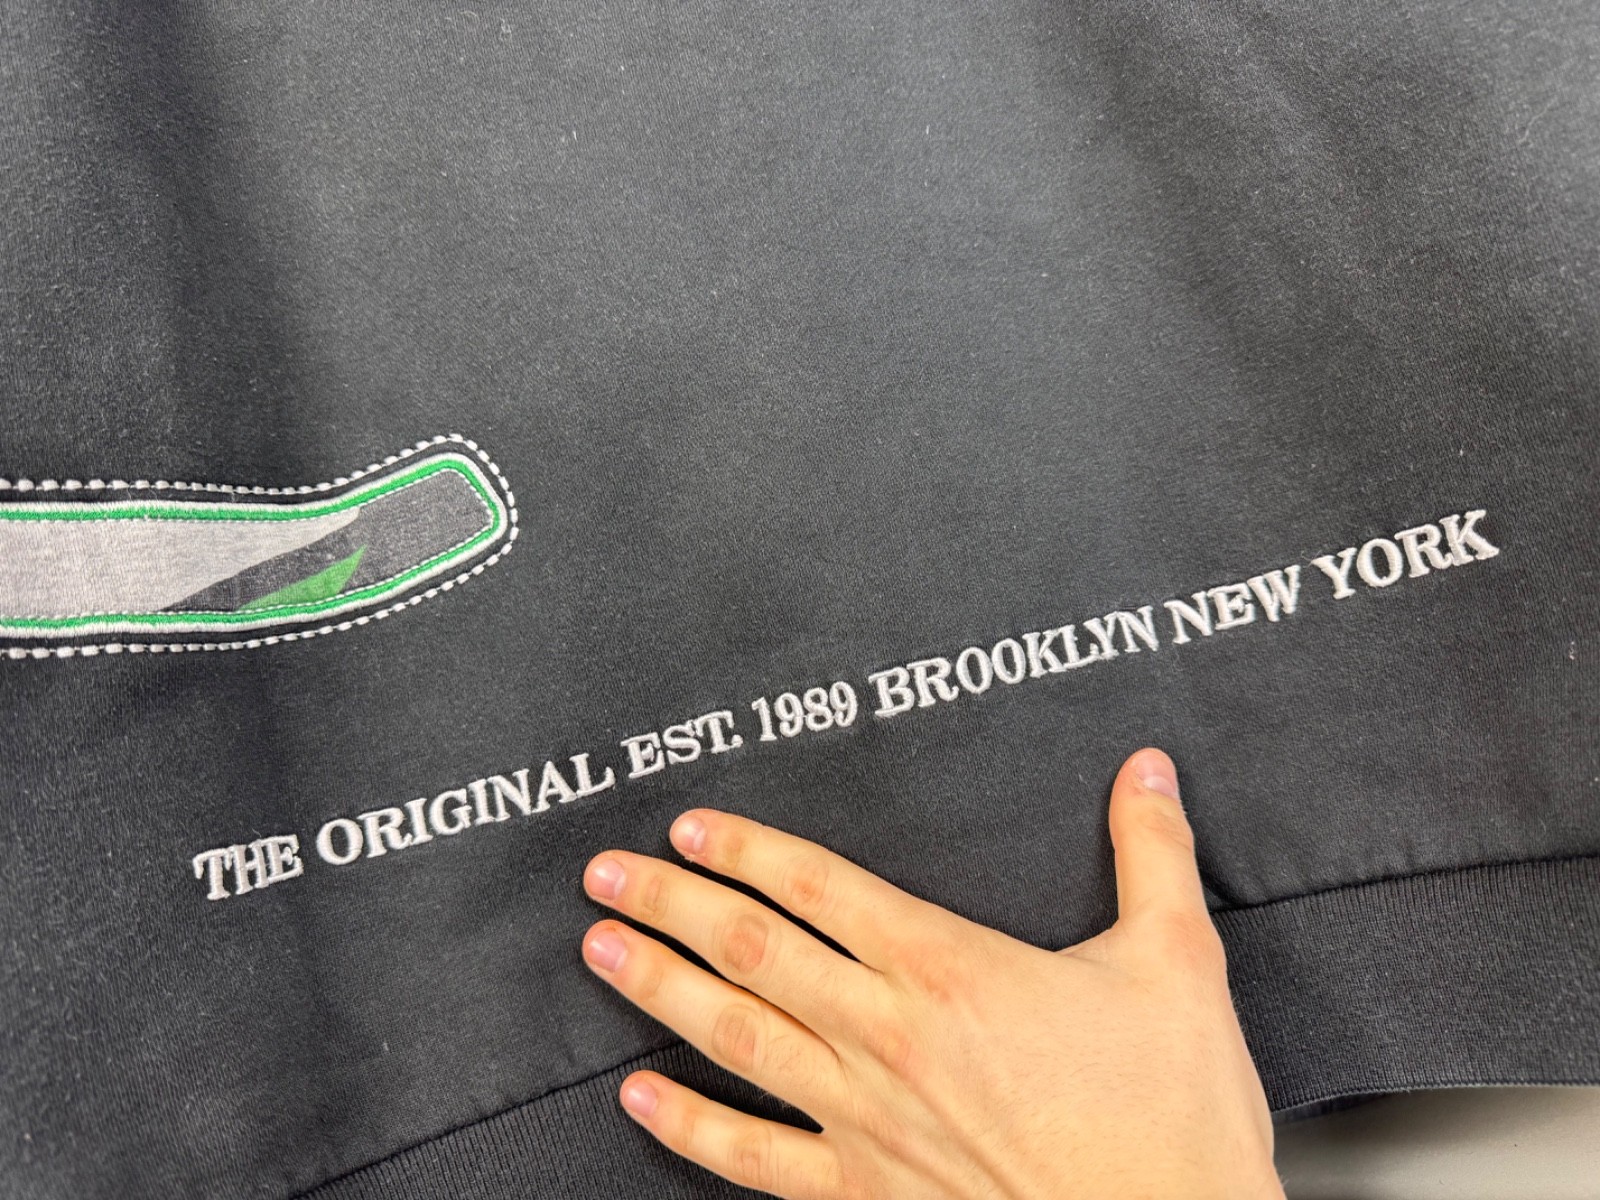 THE ORIGINAL EST. 1989 BROOKLYN NEW YORK